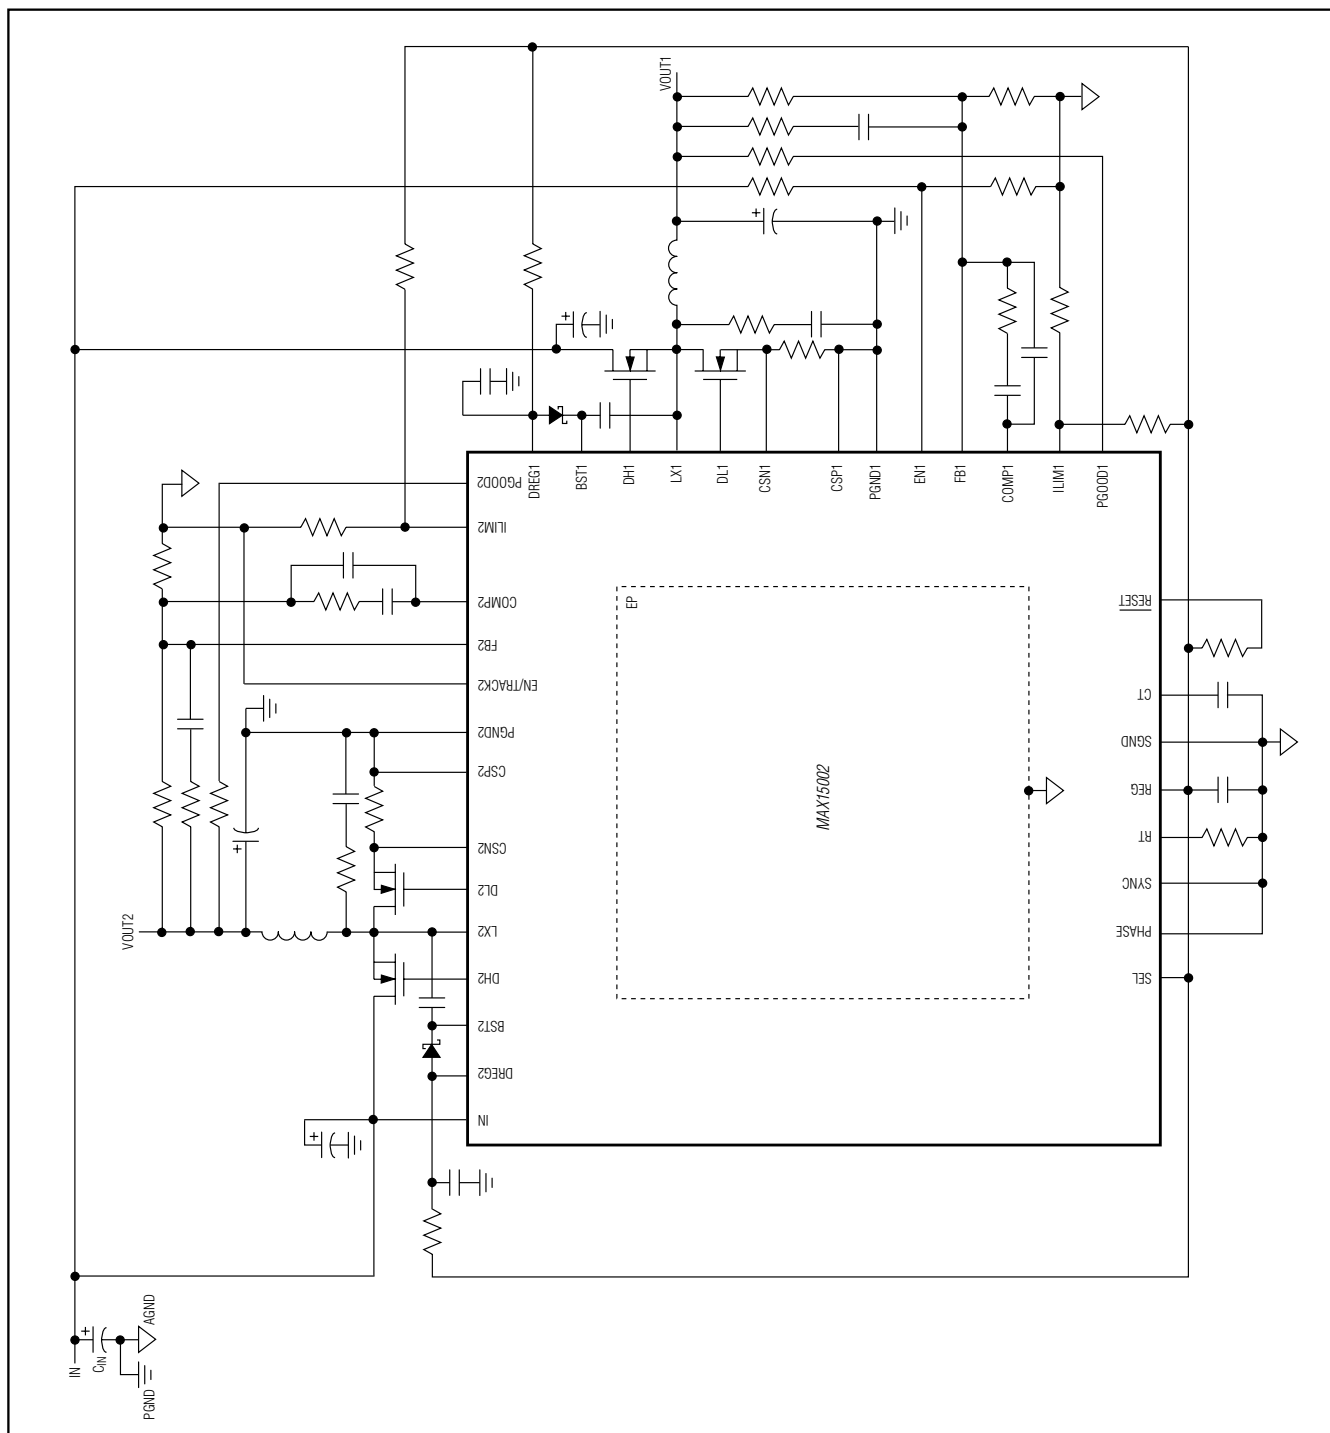 VOUT1
DREG1
BST1
DH1
LX1
DL1
CSN1
CSP1
PGND1
EN1
FB1
COMP1
ILIM1
PGOOD1
PGOOD2
ILIM2
COMP2
FB2
EN/TRACK2
PGND2
CSP2
CSN2
DL2
LX2
DH2
BST2
DREG2
IN
VOUT2
EP
MAX15002
RESET
CT
SGND
REG
RT
SYNC
PHASE
SEL
IN
+
CIN
AGND
PGND
+
+
+
+